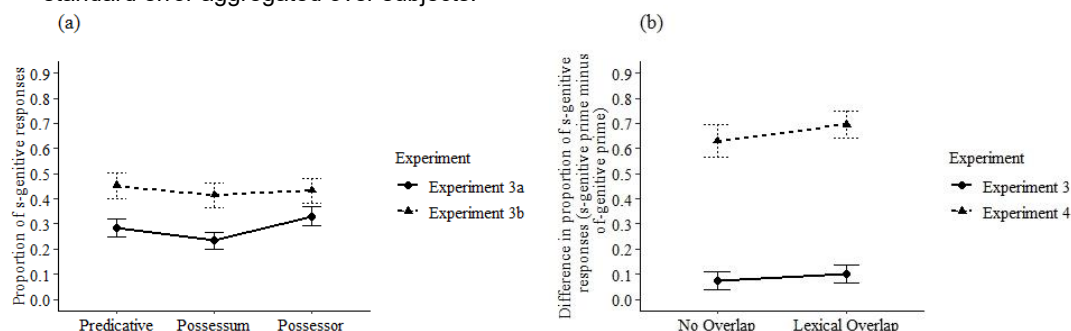 standard error aggregated over subjects.
(a)
Proportion of s-genitive responses
0.9
0.8
0.7
0.6
0.5
0.4
0.3
0.2
0.1
0.0
Predicative Possessum Possessor
Experiment
Experiment 3a
Experiment 3b
(b)
Difference in proportion of s-genitive
responses (s-genitive prime minus
of-genitive prime)
0.9
0.8
0.7
0.6
0.5
0.4
0.3
0.2
0.1
0.0
No Overlap Lexical Overlap
Experiment
Experiment 3
Experiment 4